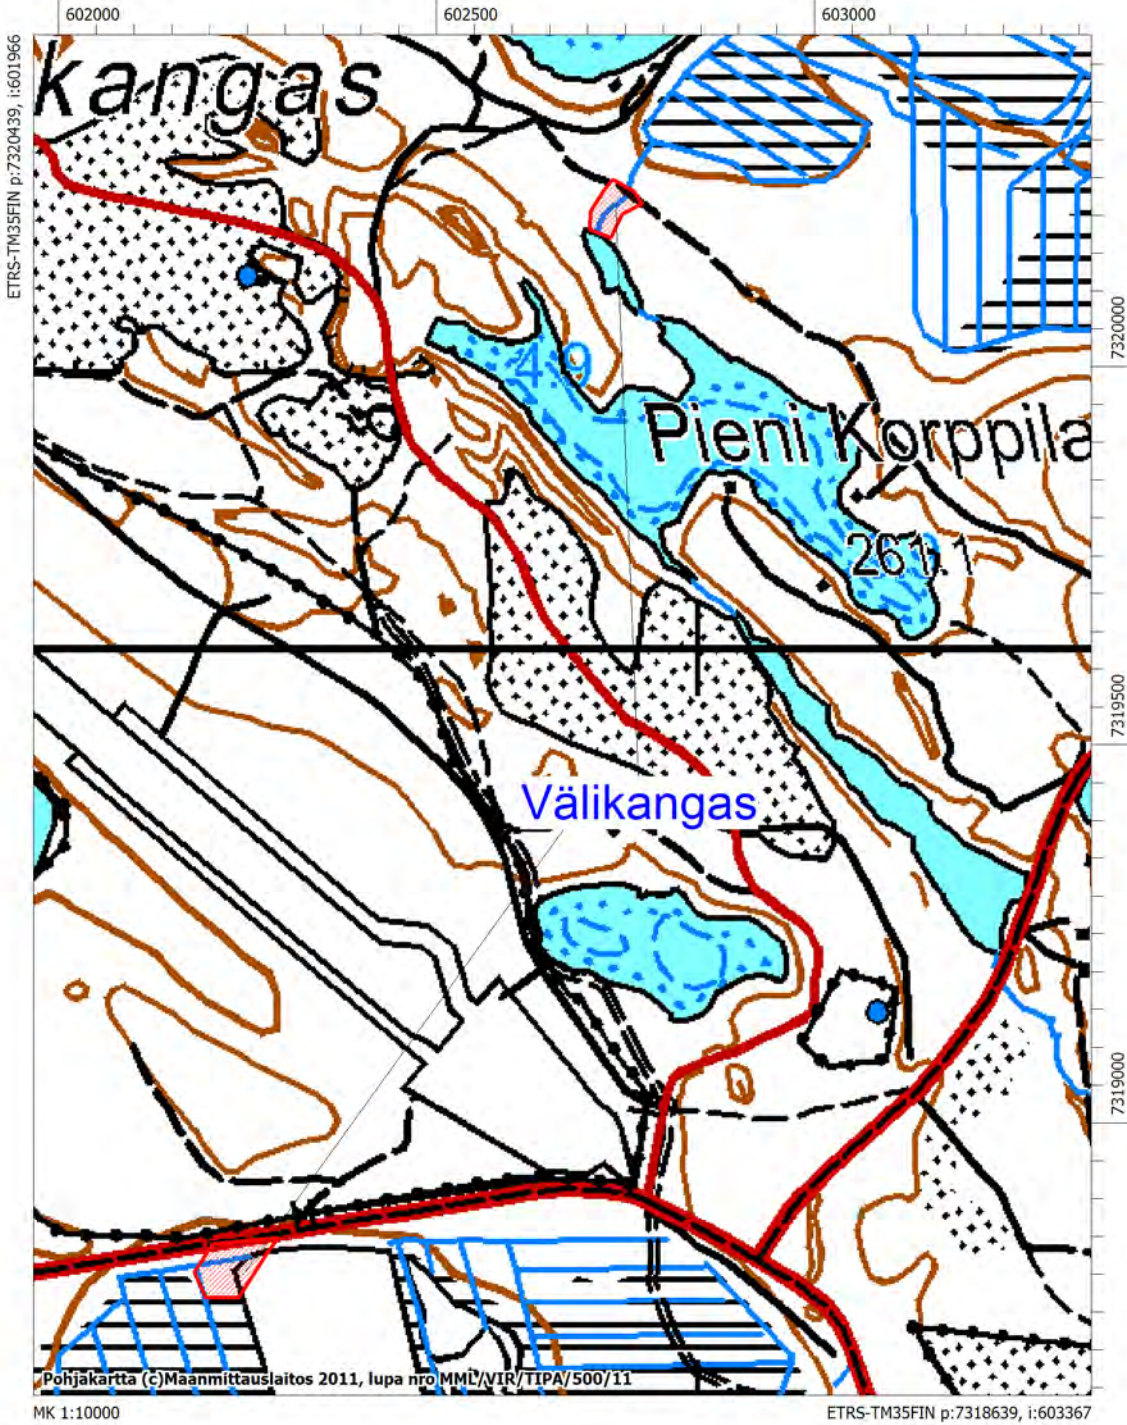 602000 602500 603000
ETRS-TM35FIN p:7320439, i:601966
kangas
7320000
4.9
Pieni Korppila
261.1
7319500
Välikangas
7319000
Pohjakartta (c)Maanmittauslaitos 2011, lupa nro MML/VIR/TIPA/500/11
MK 1:10000
ETRS-TM35FIN p:7318639, i:603367